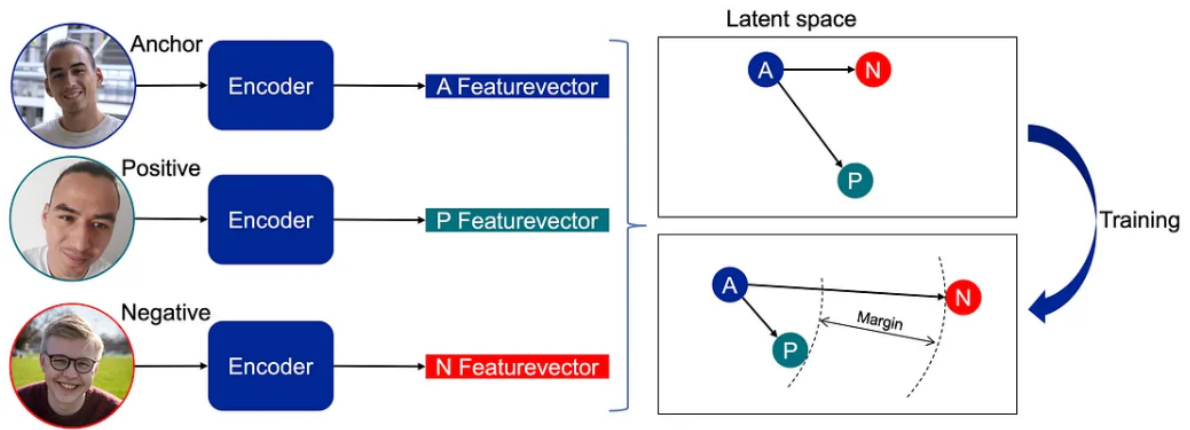 Latent space
Anchor
Encoder
A Featurevector
A
N
P
Positive
Encoder
P Featurevector
Training
A
N
Margin
P
Negative
Encoder
N Featurevector